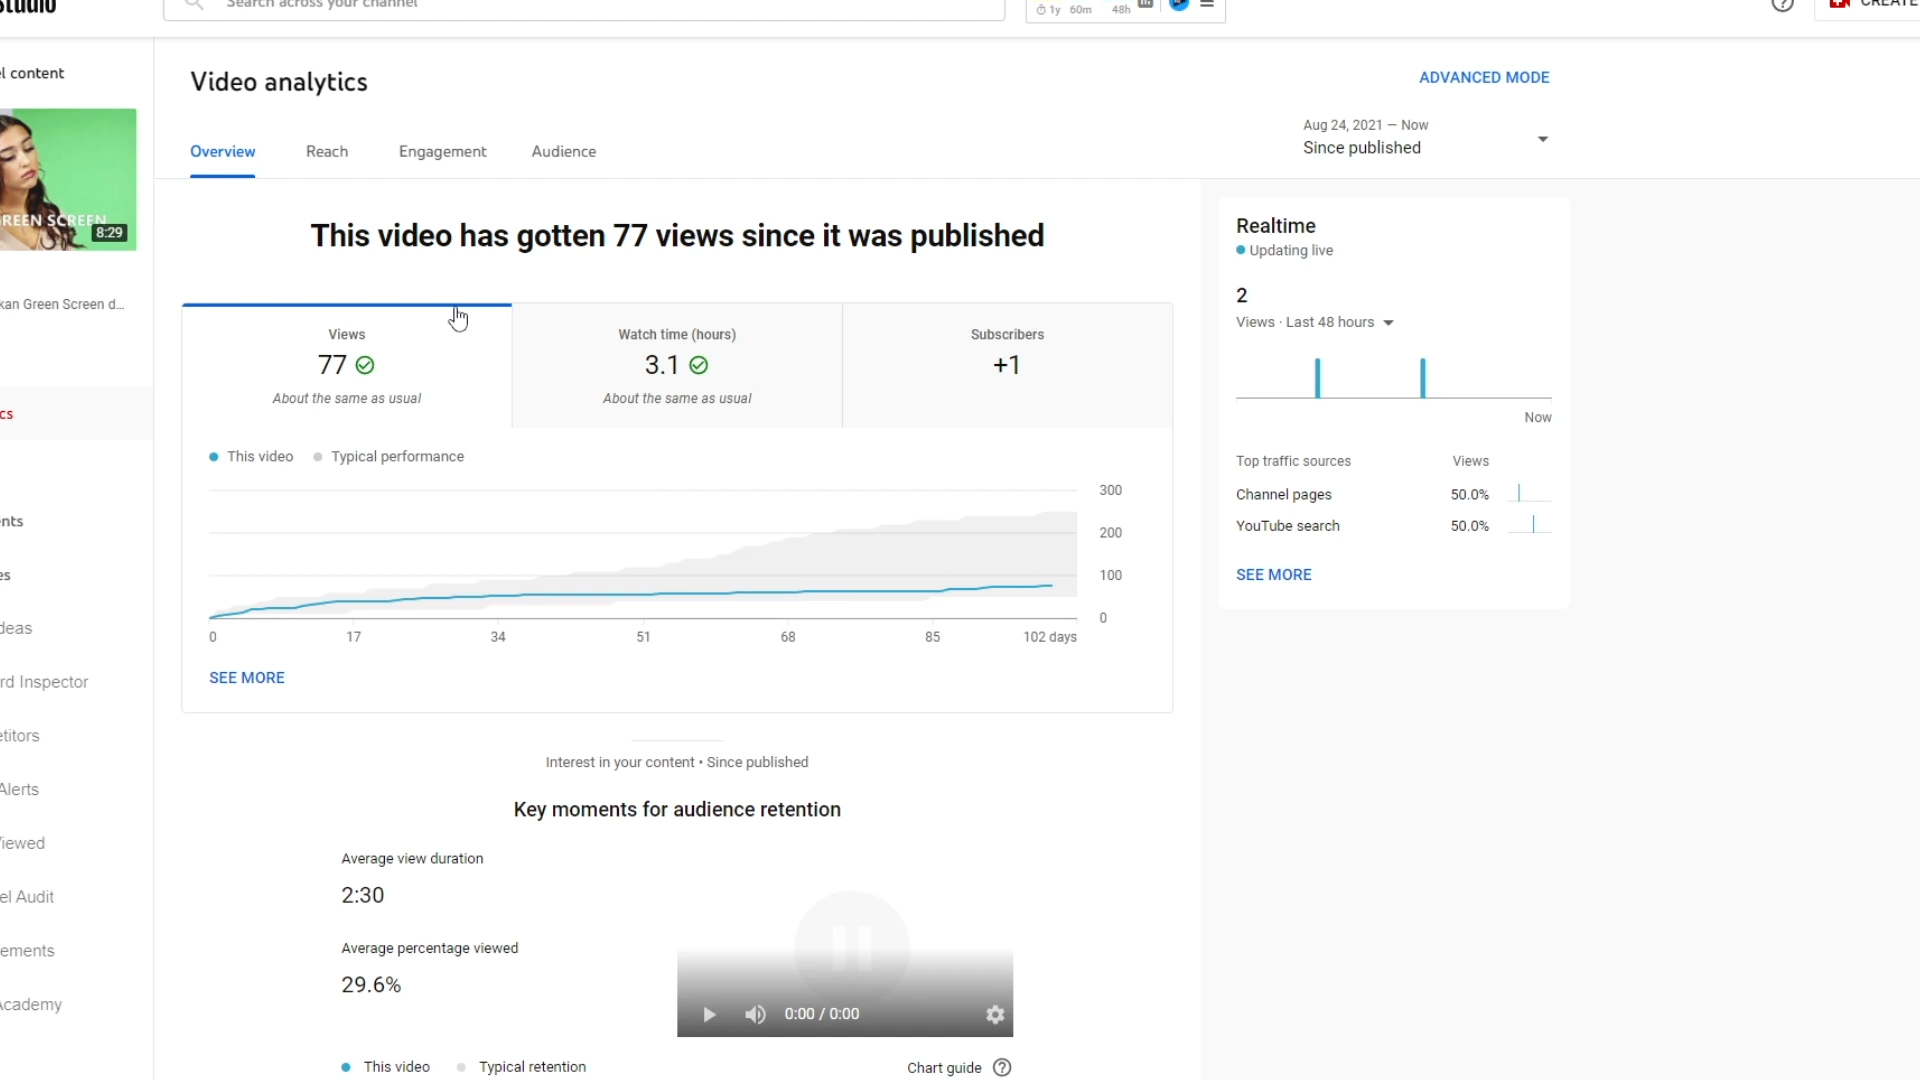 Studio
Search across your channel
1y 60m 48h
CREATE
el content
Video analytics
ADVANCED MODE
Aug 24, 2021 – Now
Since published
Overview Reach Engagement Audience
GREEN SCREEN
8:29
This video has gotten 77 views since it was published
Realtime
Updating live
2
Views · Last 48 hours
Now
kan Green Screen d...
Views
77
About the same as usual
Watch time (hours)
3.1
About the same as usual
Subscribers
+1
cs
This video Typical performance
300
200
100
0
0 17 34 51 68 85 102 days
SEE MORE
Top traffic sources Views
Channel pages 50.0%
YouTube search 50.0%
SEE MORE
ents
es
deas
rd Inspector
etitors
Alerts
Viewed
el Audit
ements
Academy
Interest in your content • Since published
Key moments for audience retention
Average view duration
2:30
Average percentage viewed
29.6%
0:00 / 0:00
This video Typical retention
Chart guide